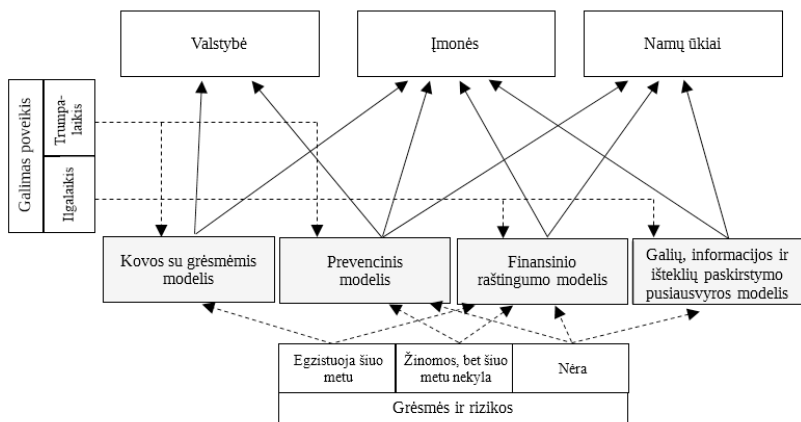 Valstybė
Įmonės
Namų ūkiai
Galimas poveikis
Trumpa-
laikis
Ilgalaikis
Kovos su grėsmėmis
modelis
Prevencinis
modelis
Finansinio
raštingumo modelis
Galių, informacijos ir
išteklių paskirstymo
pusiausvyros modelis
Egzistuoja šiuo
metu
Žinomos, bet šiuo
metu nekyla
Nėra
Grėsmės ir rizikos